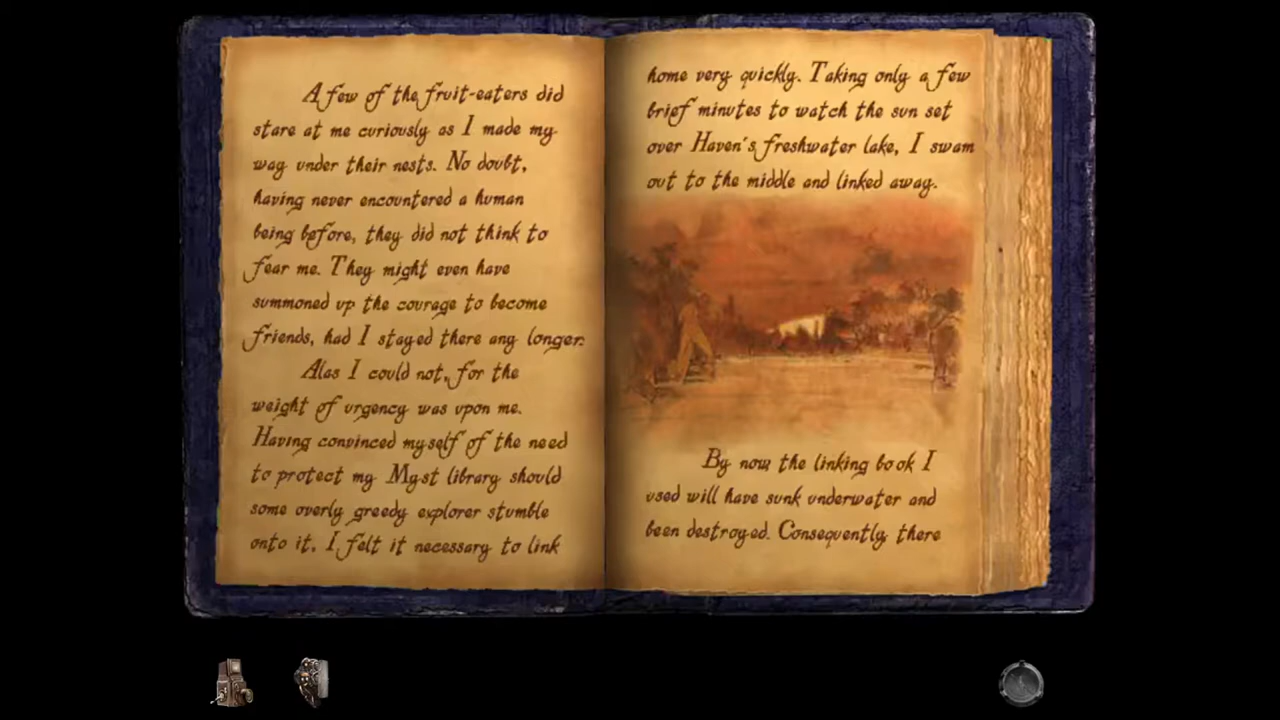 A few of the fruit-eaters did
stare at me curiously as I made my
way under their nests. No doubt,
having never encountered a human
being before, they did not think to
fear me. They might even have
summoned up the courage to become
friends, had I stayed there any longer.
Alas I could not, for the
weight of urgency was upon me.
Having convinced myself of the need
to protect my Myst library should
some overly greedy explorer stumble
onto it, I felt it necessary to link
home very quickly. Taking only a few
brief minutes to watch the sun set
over Haven's freshwater lake, I swam
out to the middle and linked away.
By now the linking book I
used will have sunk underwater and
been destroyed. Consequently there